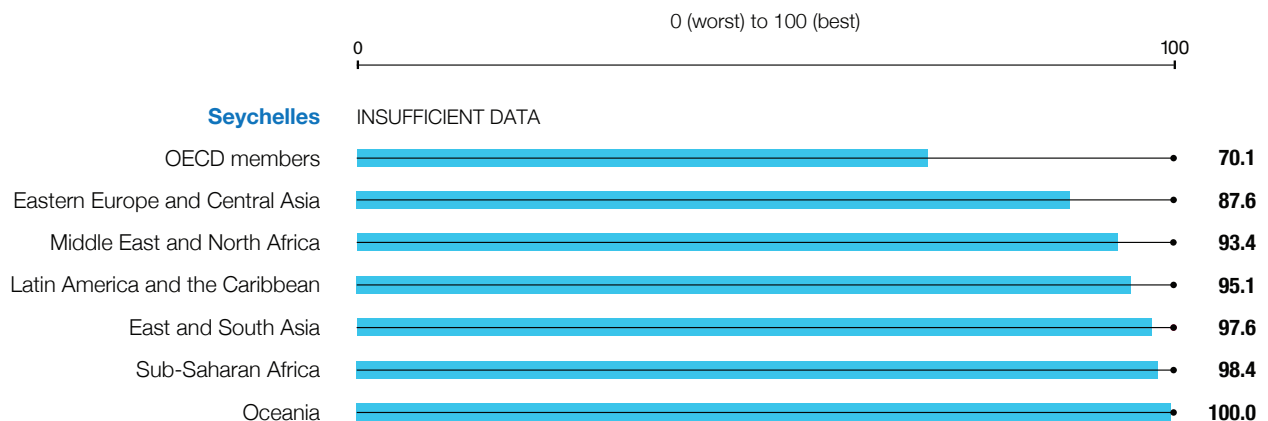 0 (worst) to 100 (best)
0 100
Seychelles INSUFFICIENT DATA
OECD members 70.1
Eastern Europe and Central Asia 87.6
Middle East and North Africa 93.4
Latin America and the Caribbean 95.1
East and South Asia 97.6
Sub-Saharan Africa 98.4
Oceania 100.0